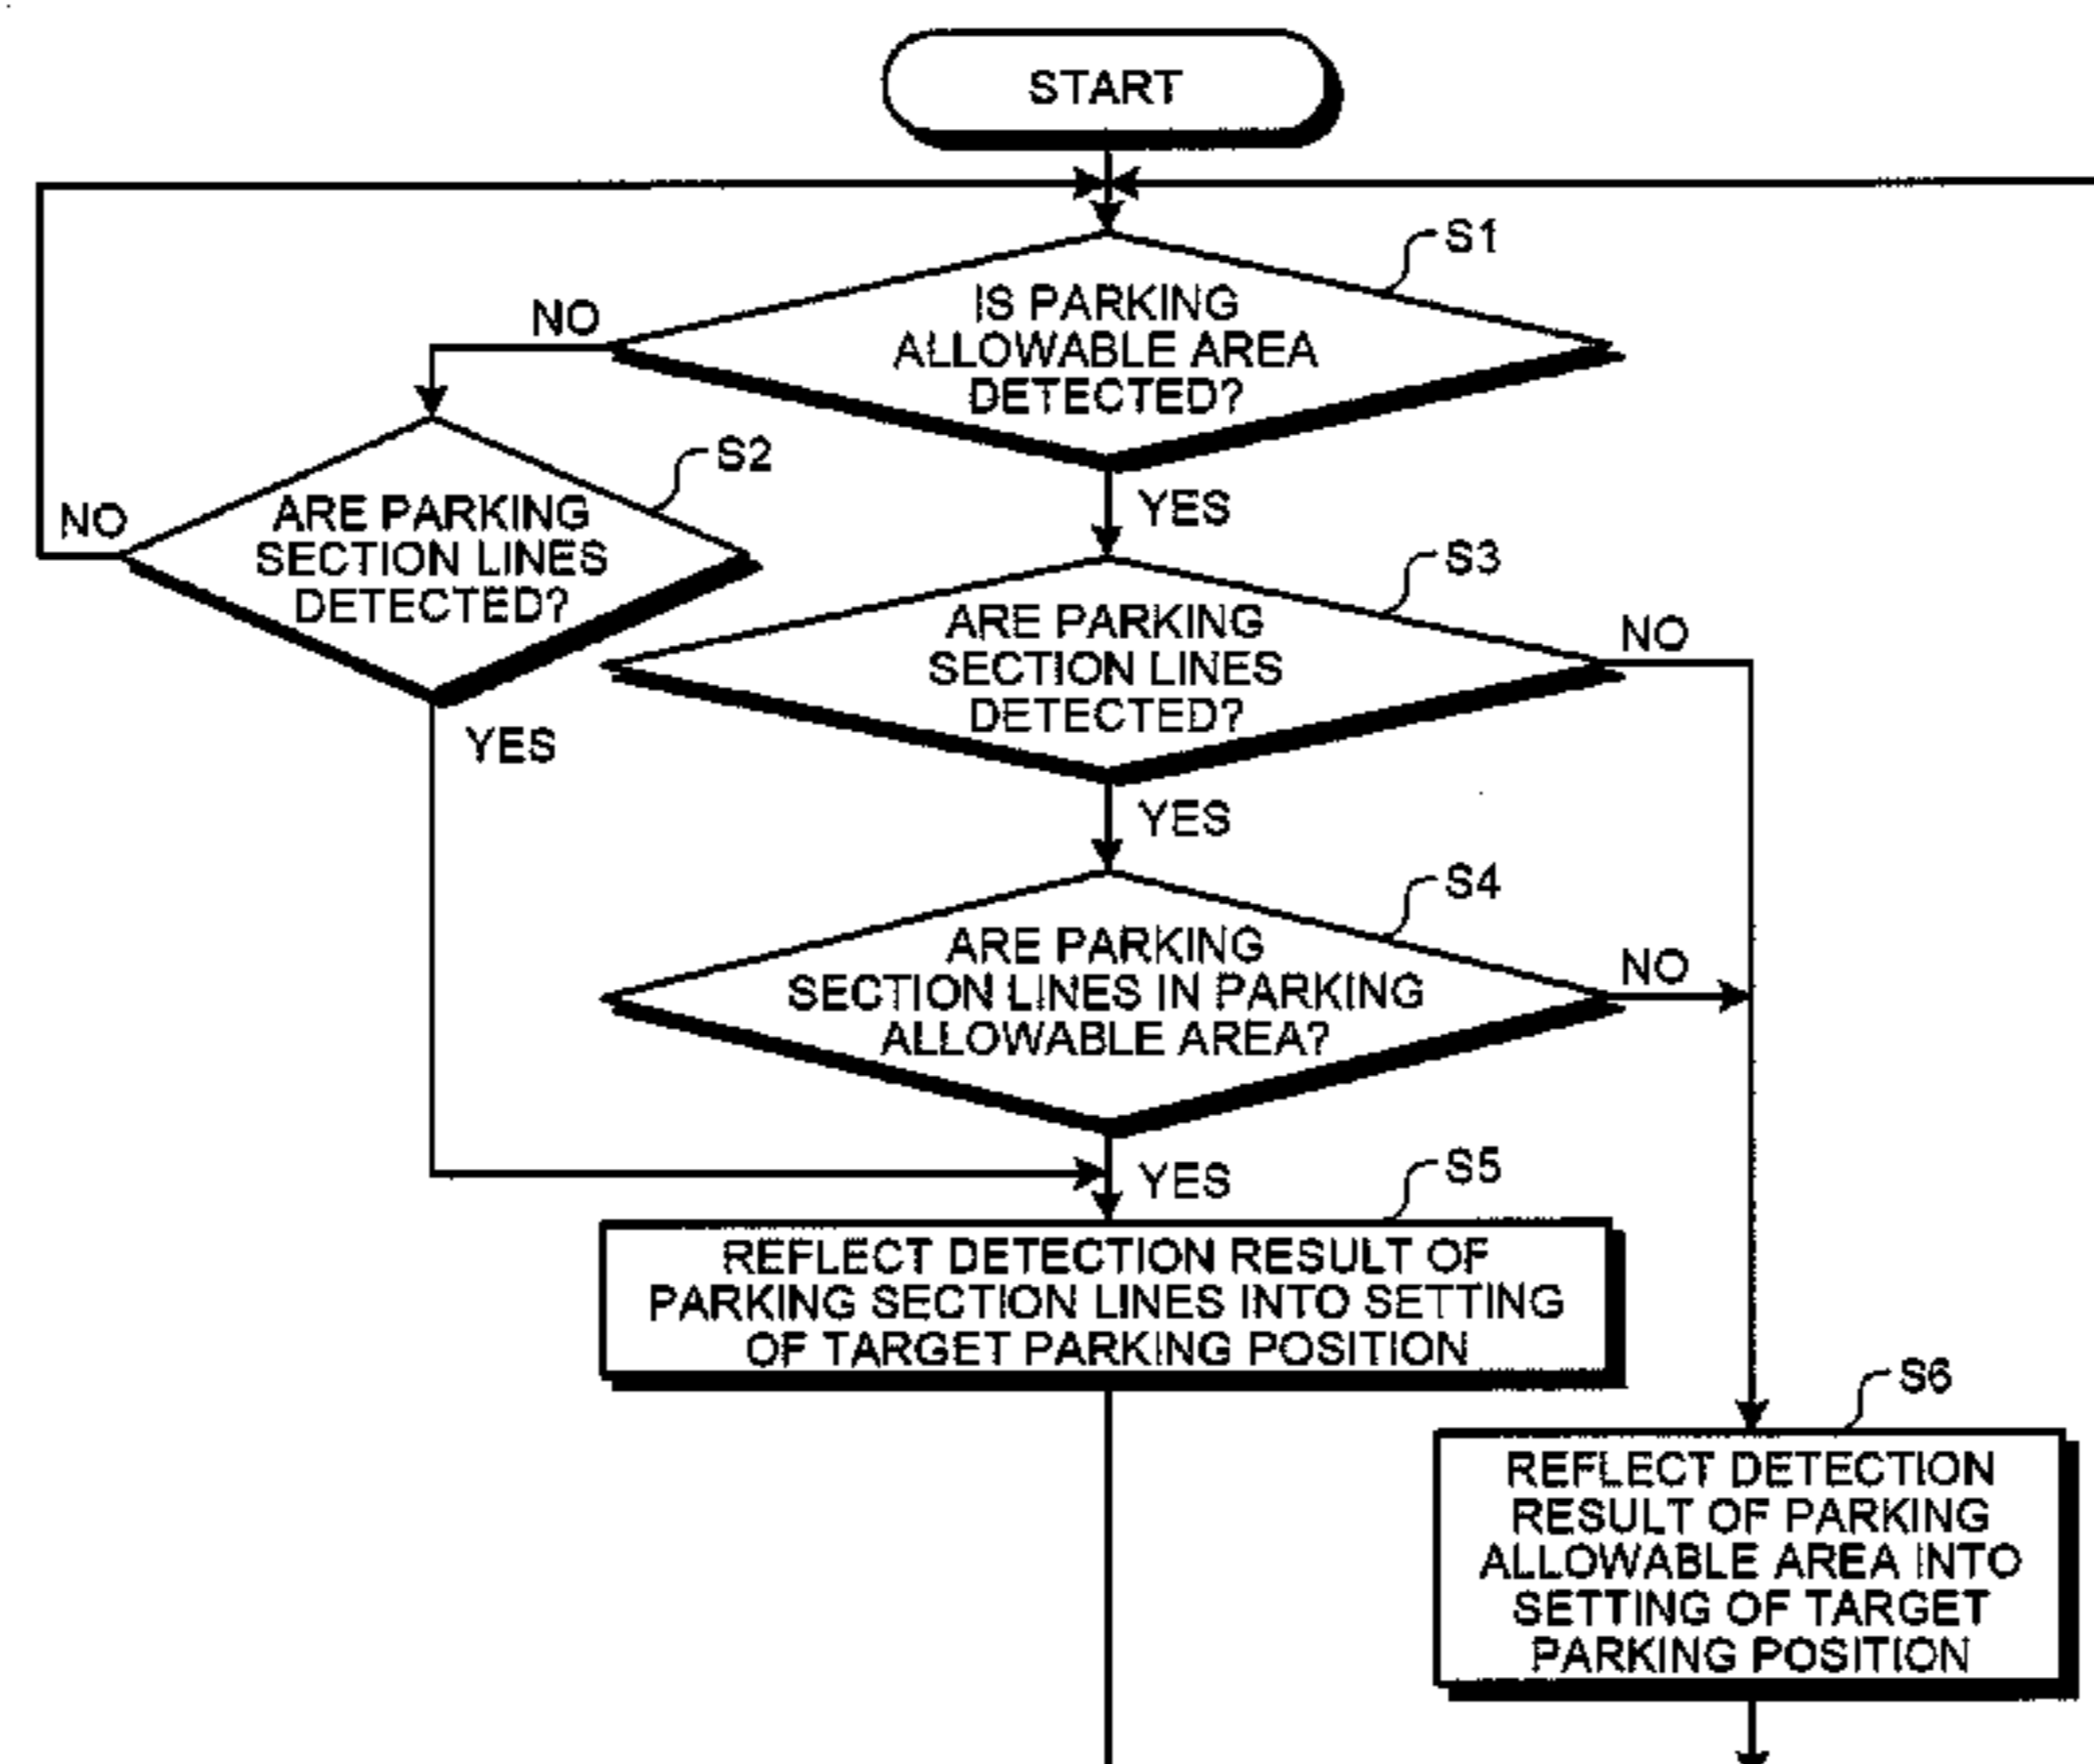 START
S1
IS PARKING
ALLOWABLE AREA
DETECTED?
NO
YES
S2
ARE PARKING
SECTION LINES
DETECTED?
NO
YES
S3
ARE PARKING
SECTION LINES
DETECTED?
NO
YES
S4
ARE PARKING
SECTION LINES IN PARKING
ALLOWABLE AREA?
NO
YES
S5
REFLECT DETECTION RESULT OF
PARKING SECTION LINES INTO SETTING
OF TARGET PARKING POSITION
S6
REFLECT DETECTION
RESULT OF PARKING
ALLOWABLE AREA INTO
SETTING OF TARGET
PARKING POSITION